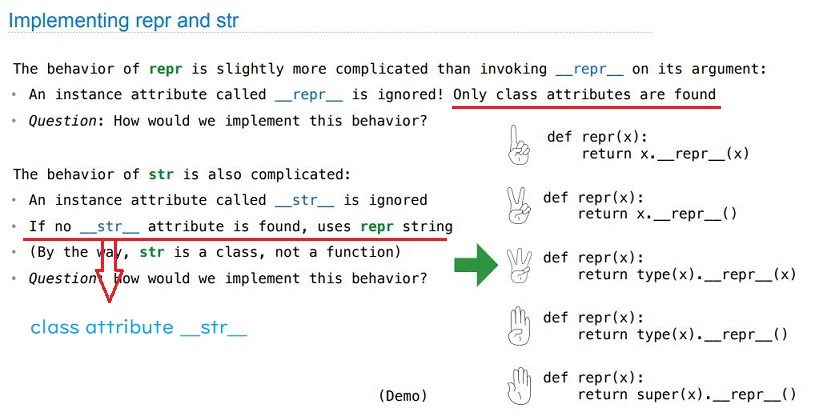 Implementing repr and str
The behavior of repr is slightly more complicated than invoking __repr__ on its argument:
• An instance attribute called __repr__ is ignored! Only class attributes are found
• Question: How would we implement this behavior?
The behavior of str is also complicated:
• An instance attribute called __str__ is ignored
• If no __str__ attribute is found, uses repr string
• (By the way, str is a class, not a function)
• Question: How would we implement this behavior?
class attribute __str__
(Demo)
def repr(x):
    return x.__repr__(x)
def repr(x):
    return x.__repr__()
def repr(x):
    return type(x).__repr__(x)
def repr(x):
    return type(x).__repr__()
def repr(x):
    return super(x).__repr__()